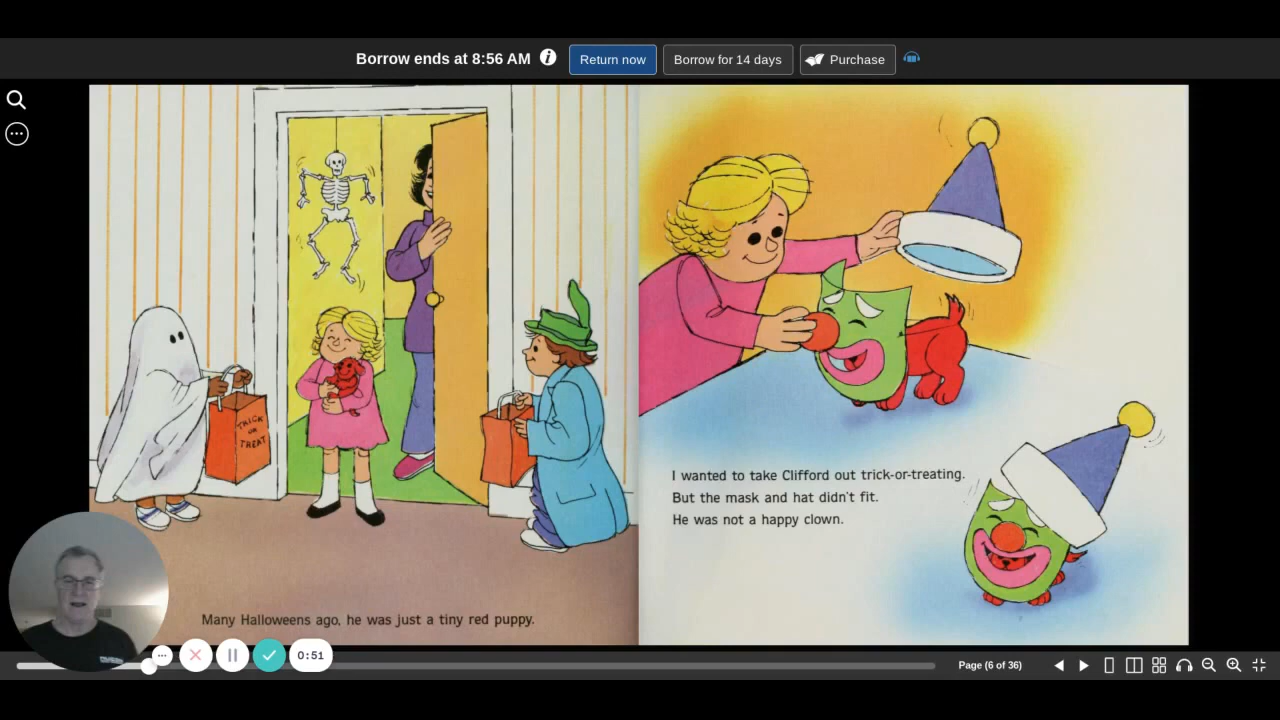 Borrow ends at 8:56 AM
Return now
Borrow for 14 days
Purchase
TRICK
OR
TREAT
I wanted to take Clifford out trick-or-treating.
But the mask and hat didn't fit.
He was not a happy clown.
Many Halloweens ago, he was just a tiny red puppy.
0:51
Page (6 of 36)